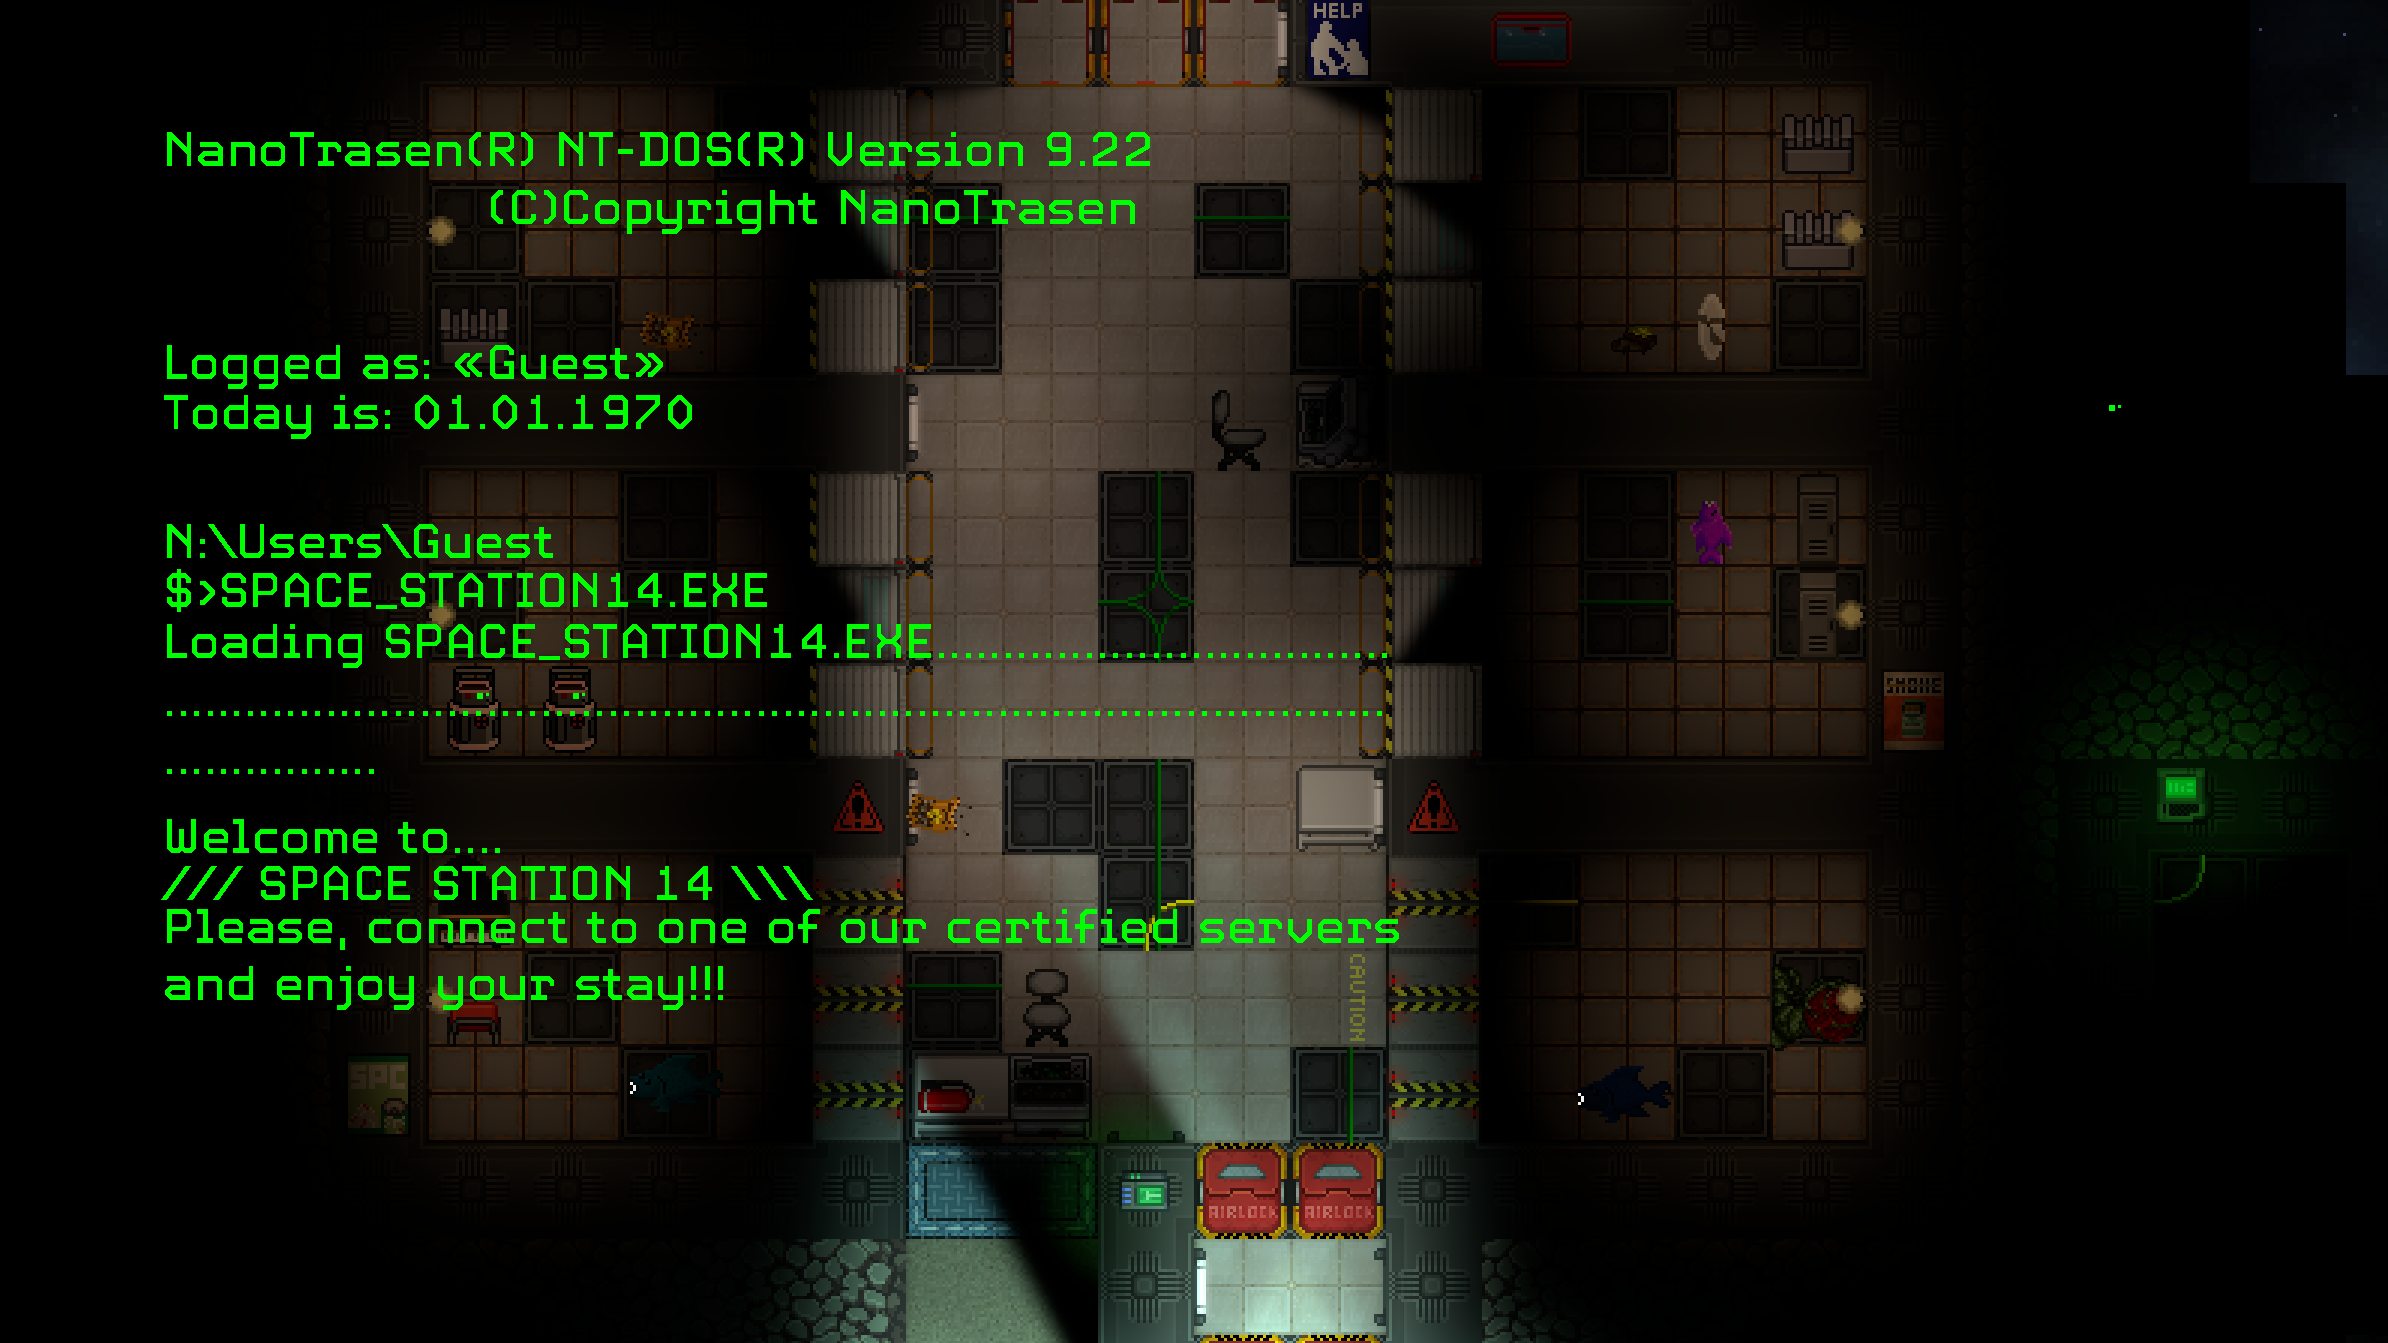 HELP
NanoTrasen(R) NT-DOS(R) Version 9.22
(C)Copyright NanoTrasen
Logged as: «Guest»
Today is: 01.01.1970
N:\Users\Guest
$>SPACE_STATION14.EXE
Loading SPACE_STATION14.EXE..................................
..........................................................................................
................
SMOKE
Welcome to....
/// SPACE STATION 14 \\\
Please, connect to one of our certified servers
and enjoy your stay!!!
CAUTION
SPC
AIRLOCK AIRLOCK